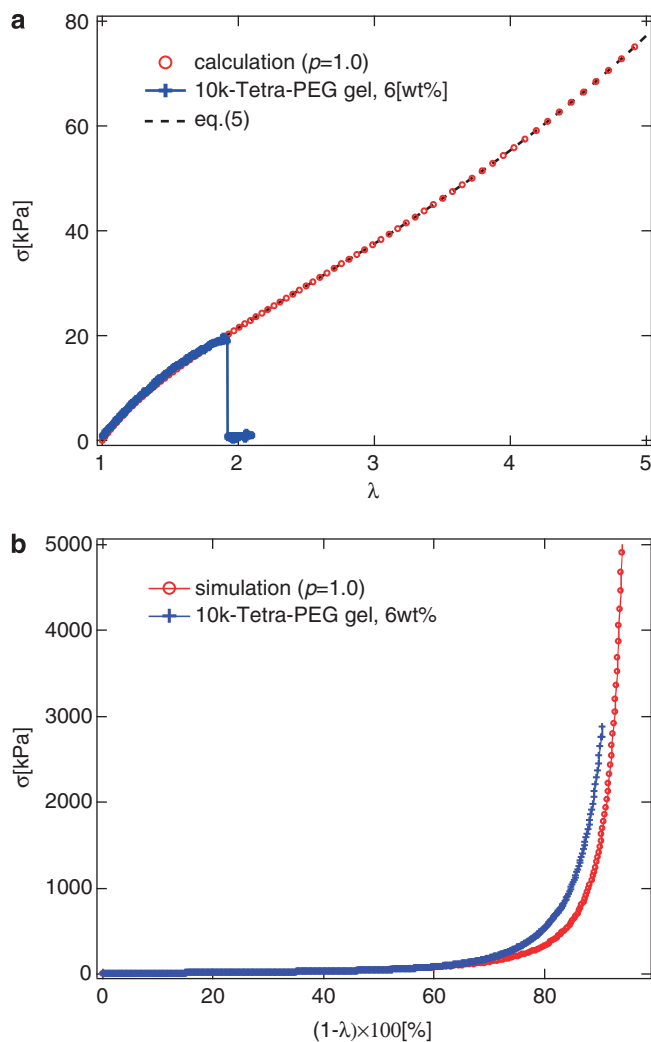 a
80
60
40
20
0
σ[kPa]
calculation (p=1.0)
10k-Tetra-PEG gel, 6[wt%]
eq.(5)
1 2 3 4 5
λ
b
5000
4000
3000
2000
1000
0
σ[kPa]
simulation (p=1.0)
10k-Tetra-PEG gel, 6wt%
0 20 40 60 80 100
(1-λ)×100[%]